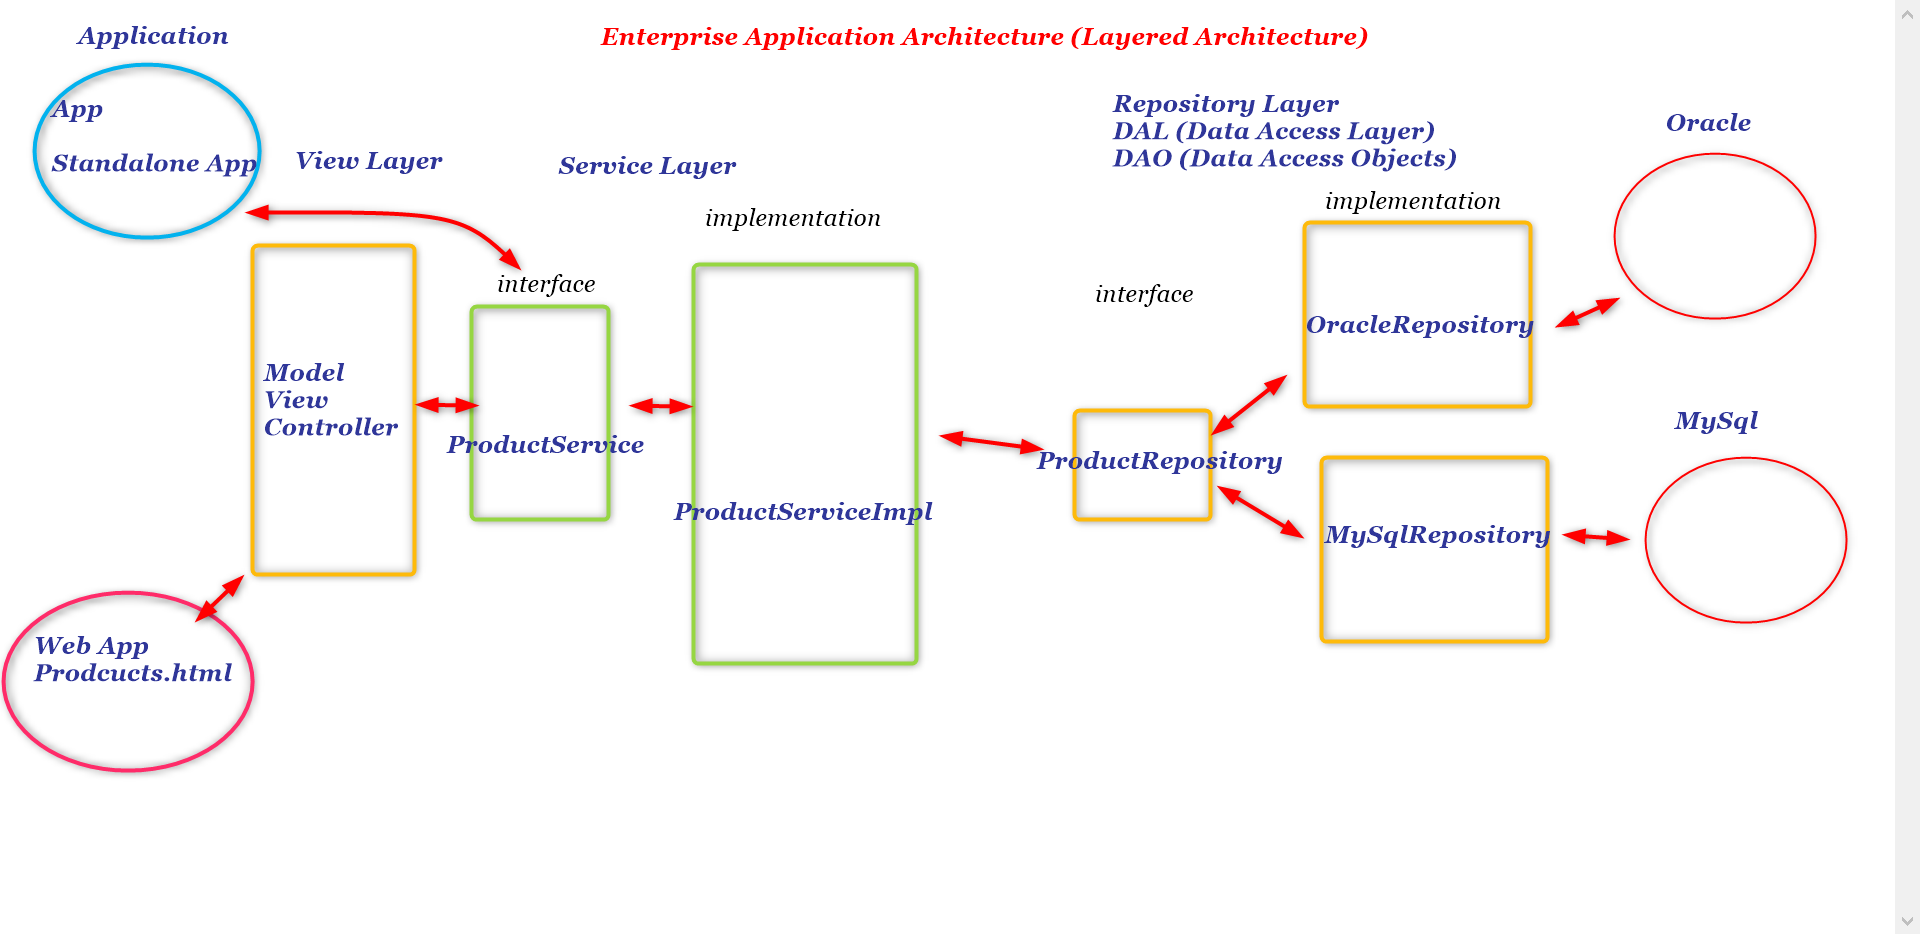 Application
Enterprise Application Architecture (Layered Architecture)
App
Standalone App
View Layer
Service Layer
Repository Layer
DAL (Data Access Layer)
DAO (Data Access Objects)
Oracle
implementation
implementation
interface
interface
OracleRepository
Model
View
Controller
ProductService
ProductRepository
MySql
ProductServiceImpl
MySqlRepository
Web App
Prodcucts.html